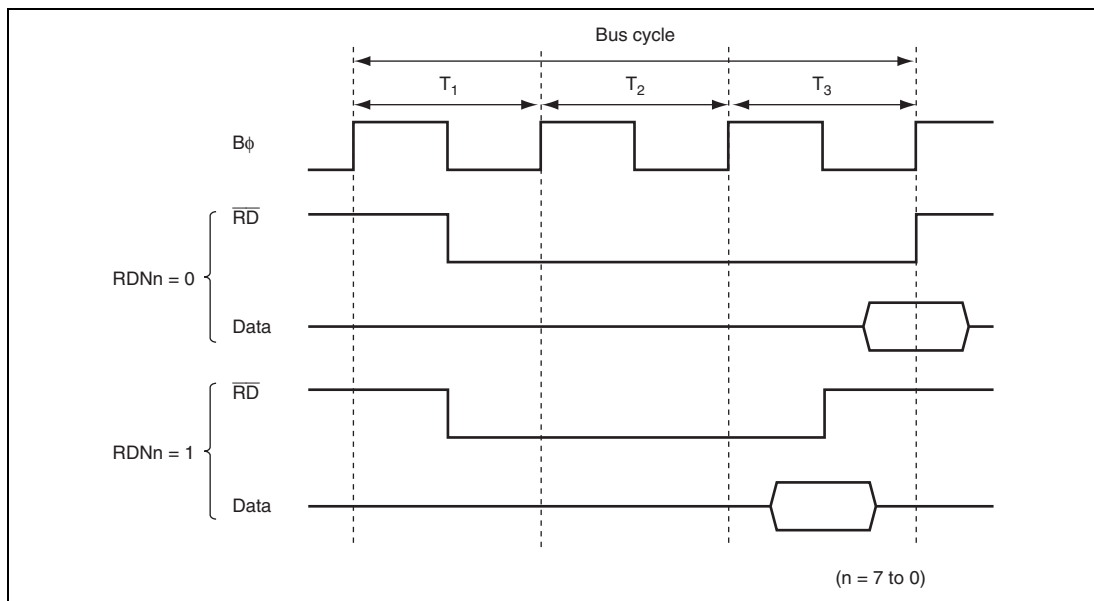 Bus cycle
T1 T2 T3
Bϕ
RD
RDNn = 0
Data
RD
RDNn = 1
Data
(n = 7 to 0)